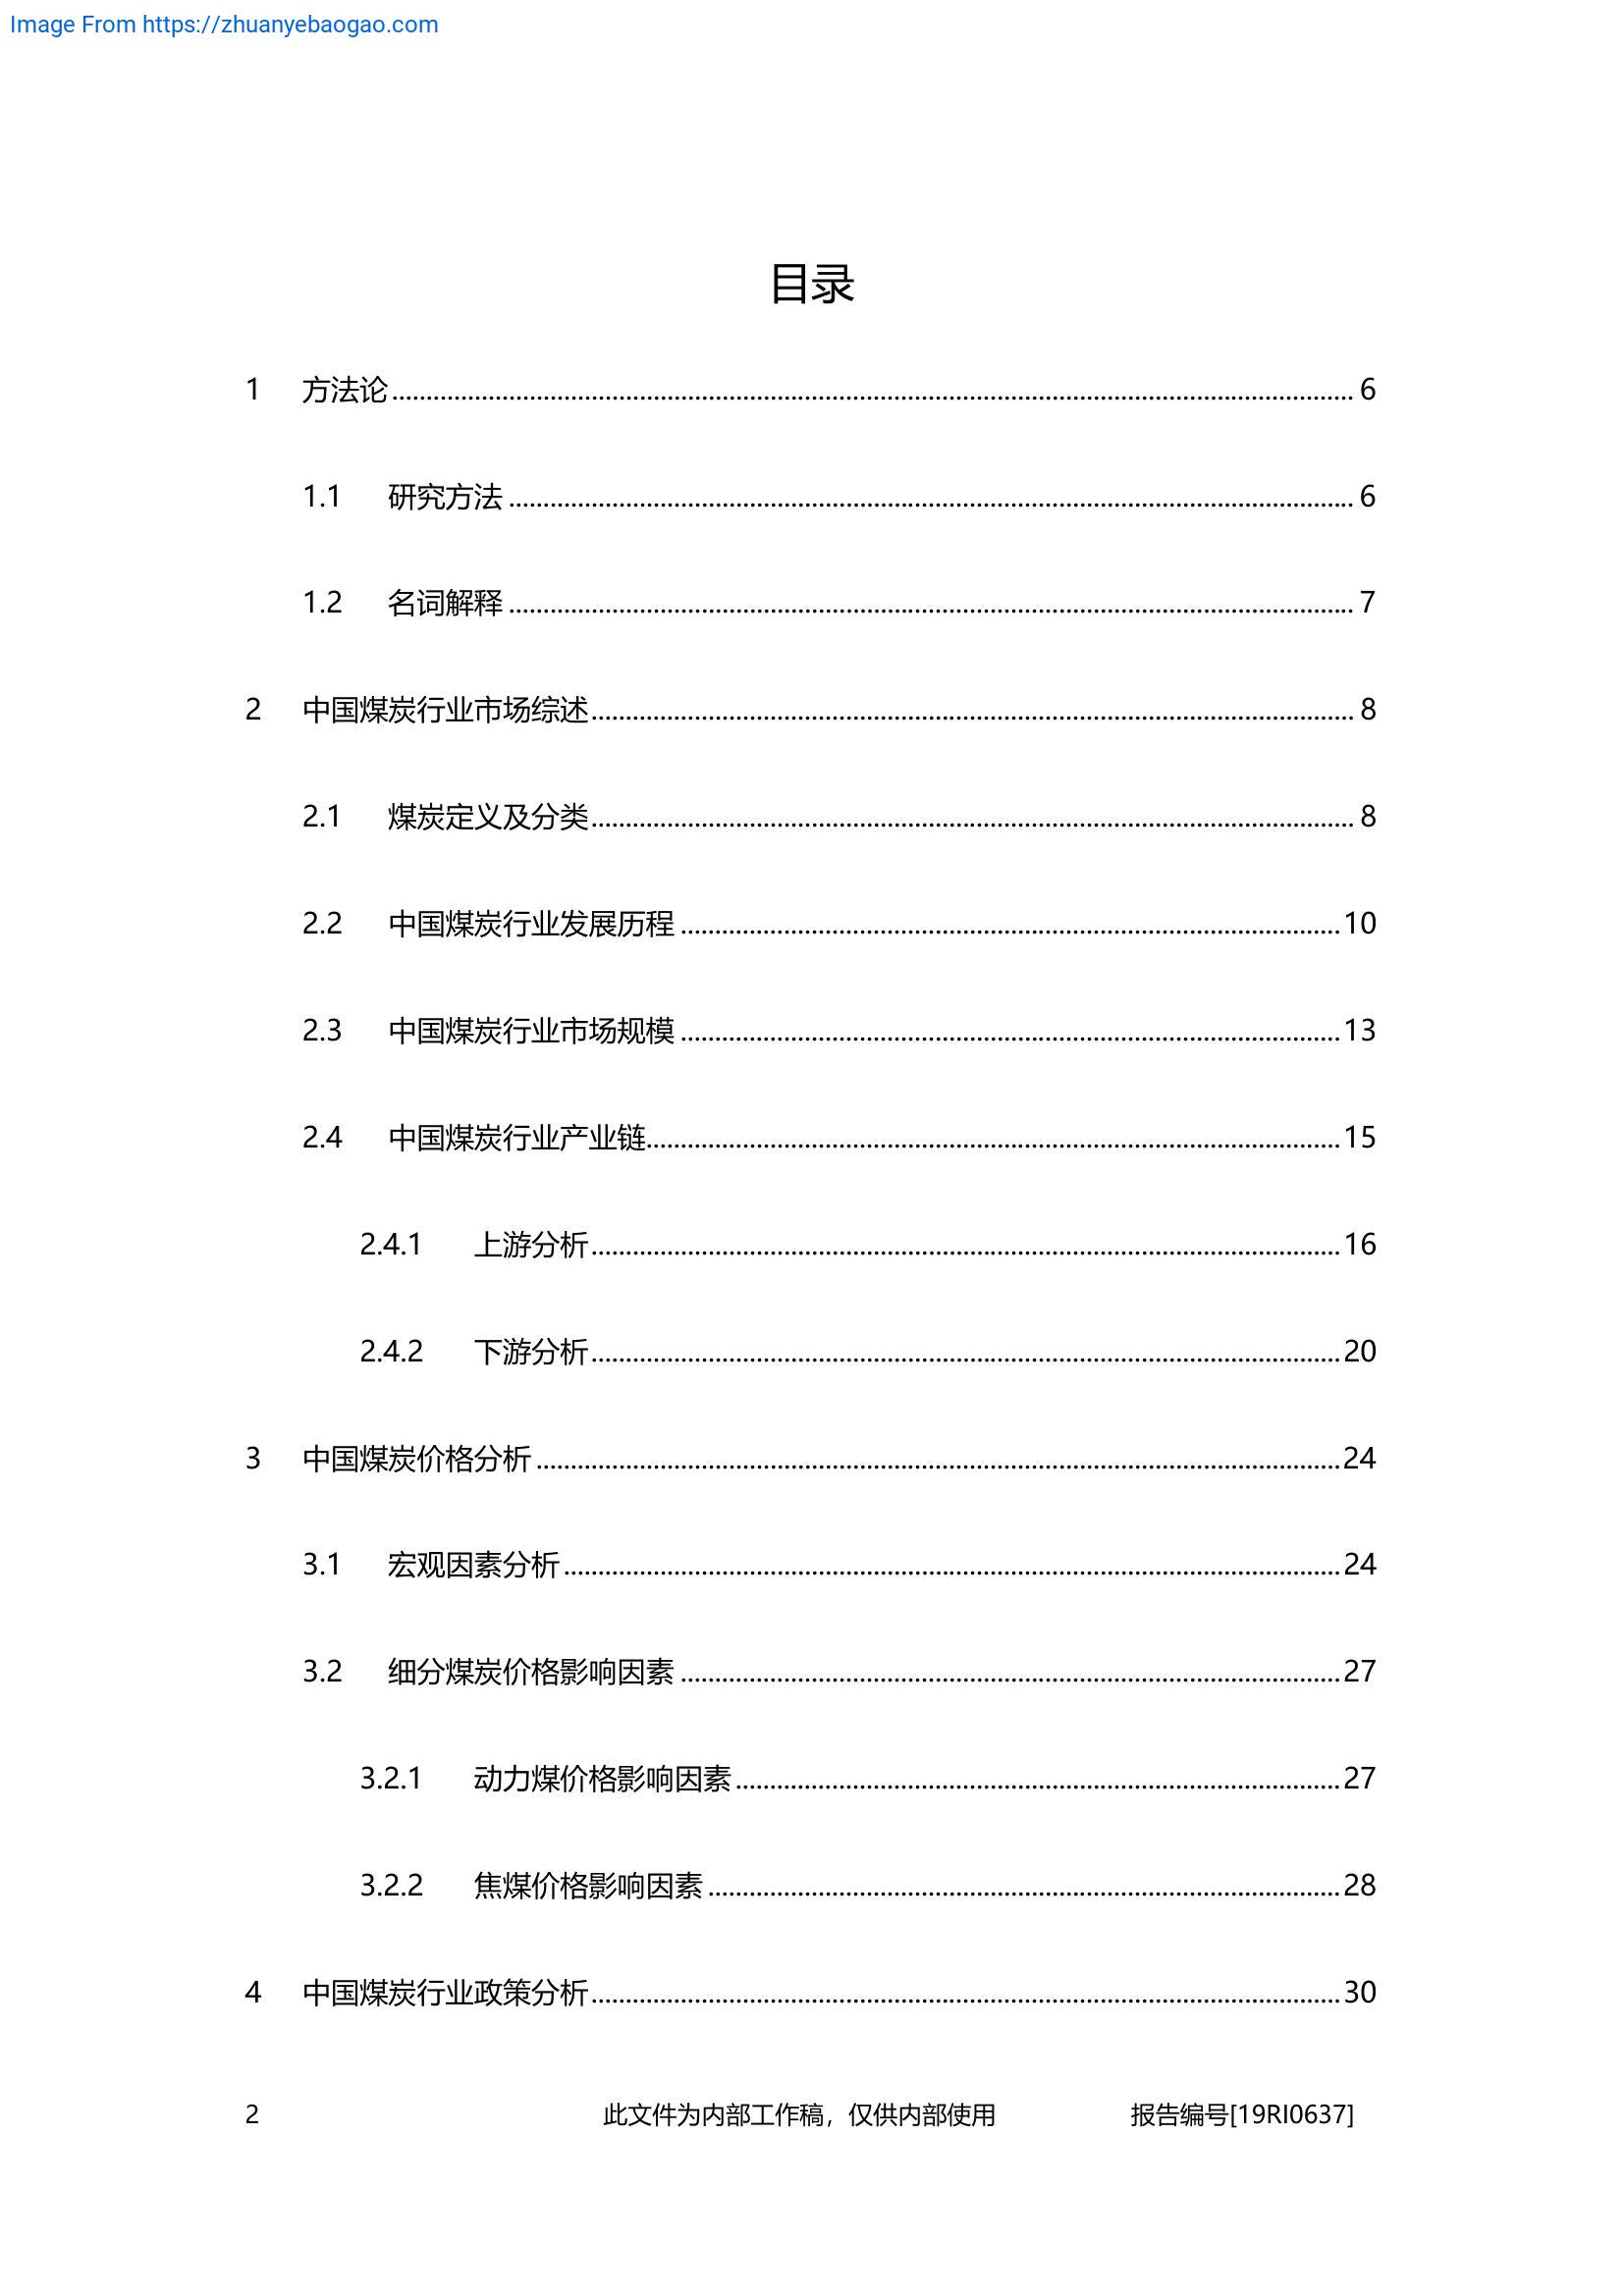 Image From https://zhuanyebaogao.com
目录
1 方法论 6
1.1 研究方法 6
1.2 名词解释 7
2 中国煤炭行业市场综述 8
2.1 煤炭定义及分类 8
2.2 中国煤炭行业发展历程 10
2.3 中国煤炭行业市场规模 13
2.4 中国煤炭行业产业链 15
2.4.1 上游分析 16
2.4.2 下游分析 20
3 中国煤炭价格分析 24
3.1 宏观因素分析 24
3.2 细分煤炭价格影响因素 27
3.2.1 动力煤价格影响因素 27
3.2.2 焦煤价格影响因素 28
4 中国煤炭行业政策分析 30
2 此文件为内部工作稿，仅供内部使用 报告编号[19RI0637]